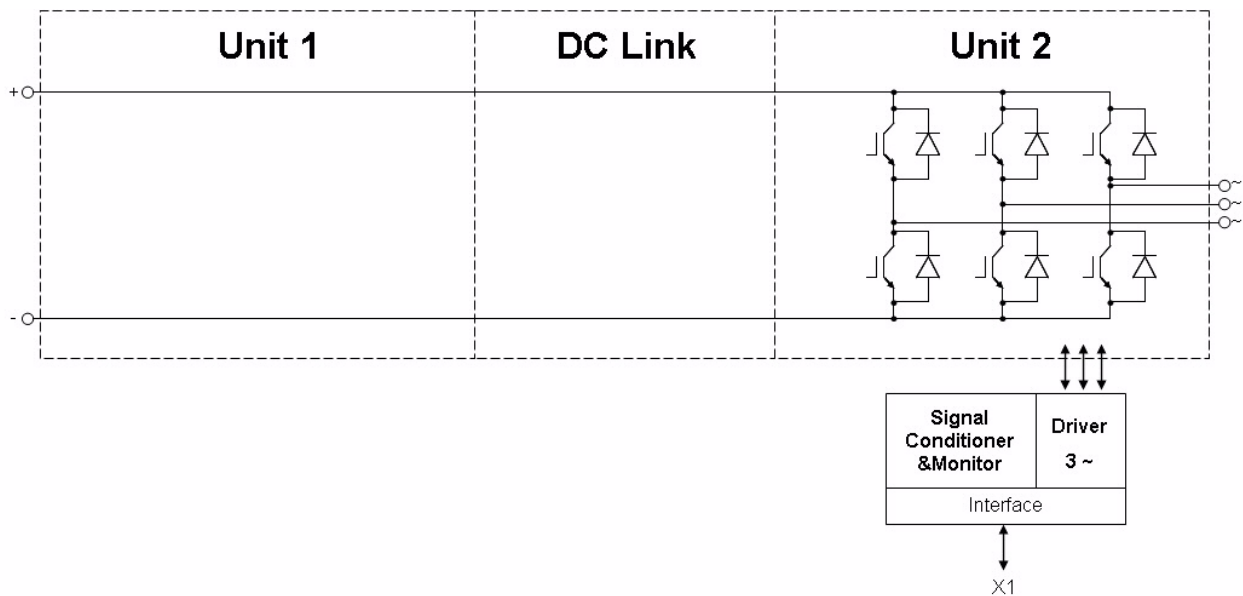 Unit 1
DC Link
Unit 2
+
~
~
~
-
Signal
Conditioner
&Monitor
Driver
3 ~
Interface
X1